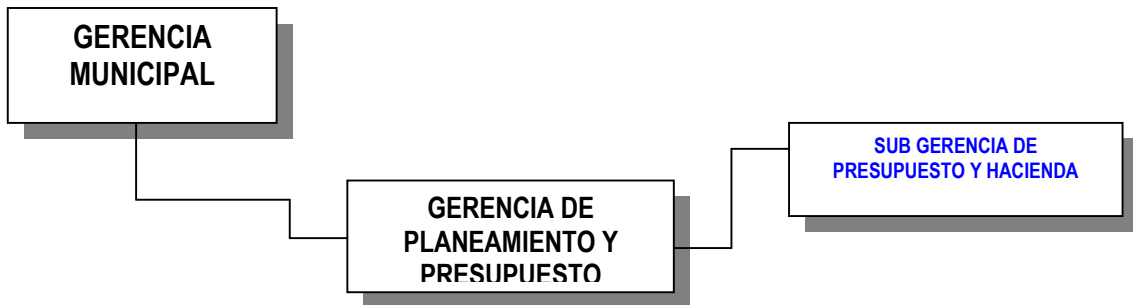 GERENCIA
MUNICIPAL
SUB GERENCIA DE
PRESUPUESTO Y HACIENDA
GERENCIA DE
PLANEAMIENTO Y
PRESUPUESTO